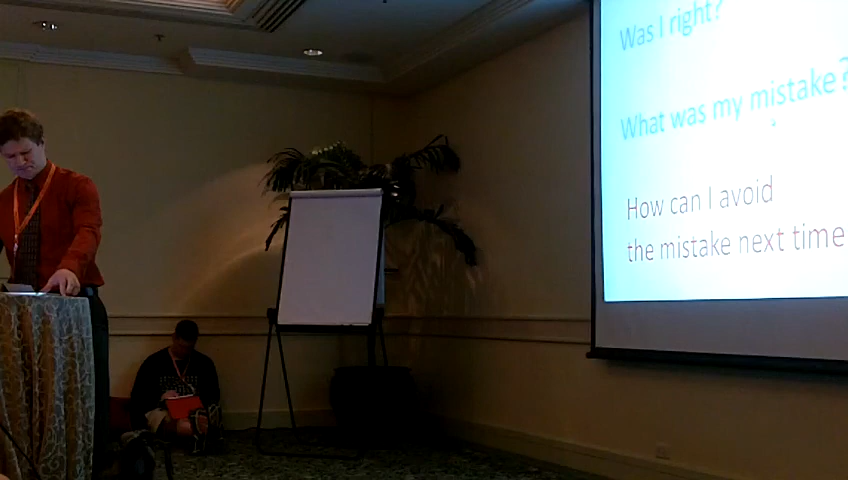 Was I right?
What was my mistake?
How can I avoid
the mistake next time